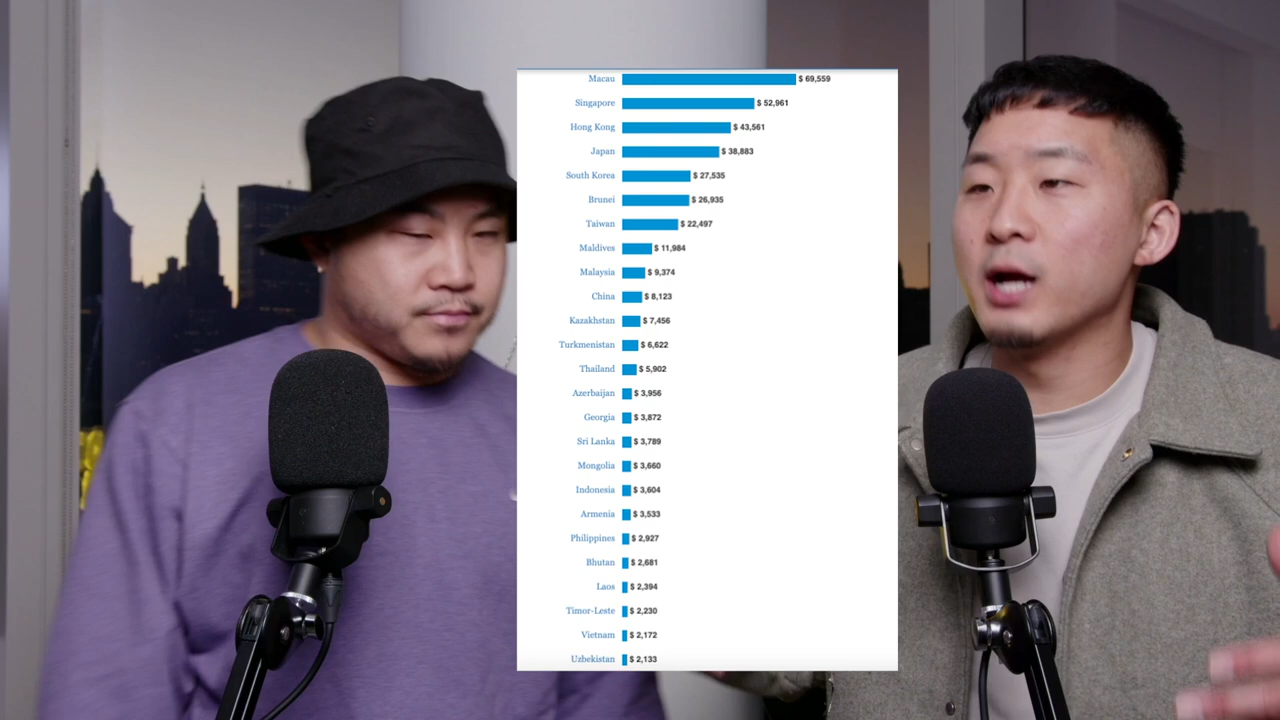 Macau $ 69,559
Singapore $ 52,961
Hong Kong $ 43,561
Japan $ 38,883
South Korea $ 27,535
Brunei $ 26,935
Taiwan $ 22,497
Maldives $ 11,984
Malaysia $ 9,374
China $ 8,123
Kazakhstan $ 7,456
Turkmenistan $ 6,622
Thailand $ 5,902
Azerbaijan $ 3,956
Georgia $ 3,872
Sri Lanka $ 3,789
Mongolia $ 3,660
Indonesia $ 3,604
Armenia $ 3,533
Philippines $ 2,927
Bhutan $ 2,681
Laos $ 2,394
Timor-Leste $ 2,230
Vietnam $ 2,172
Uzbekistan $ 2,133